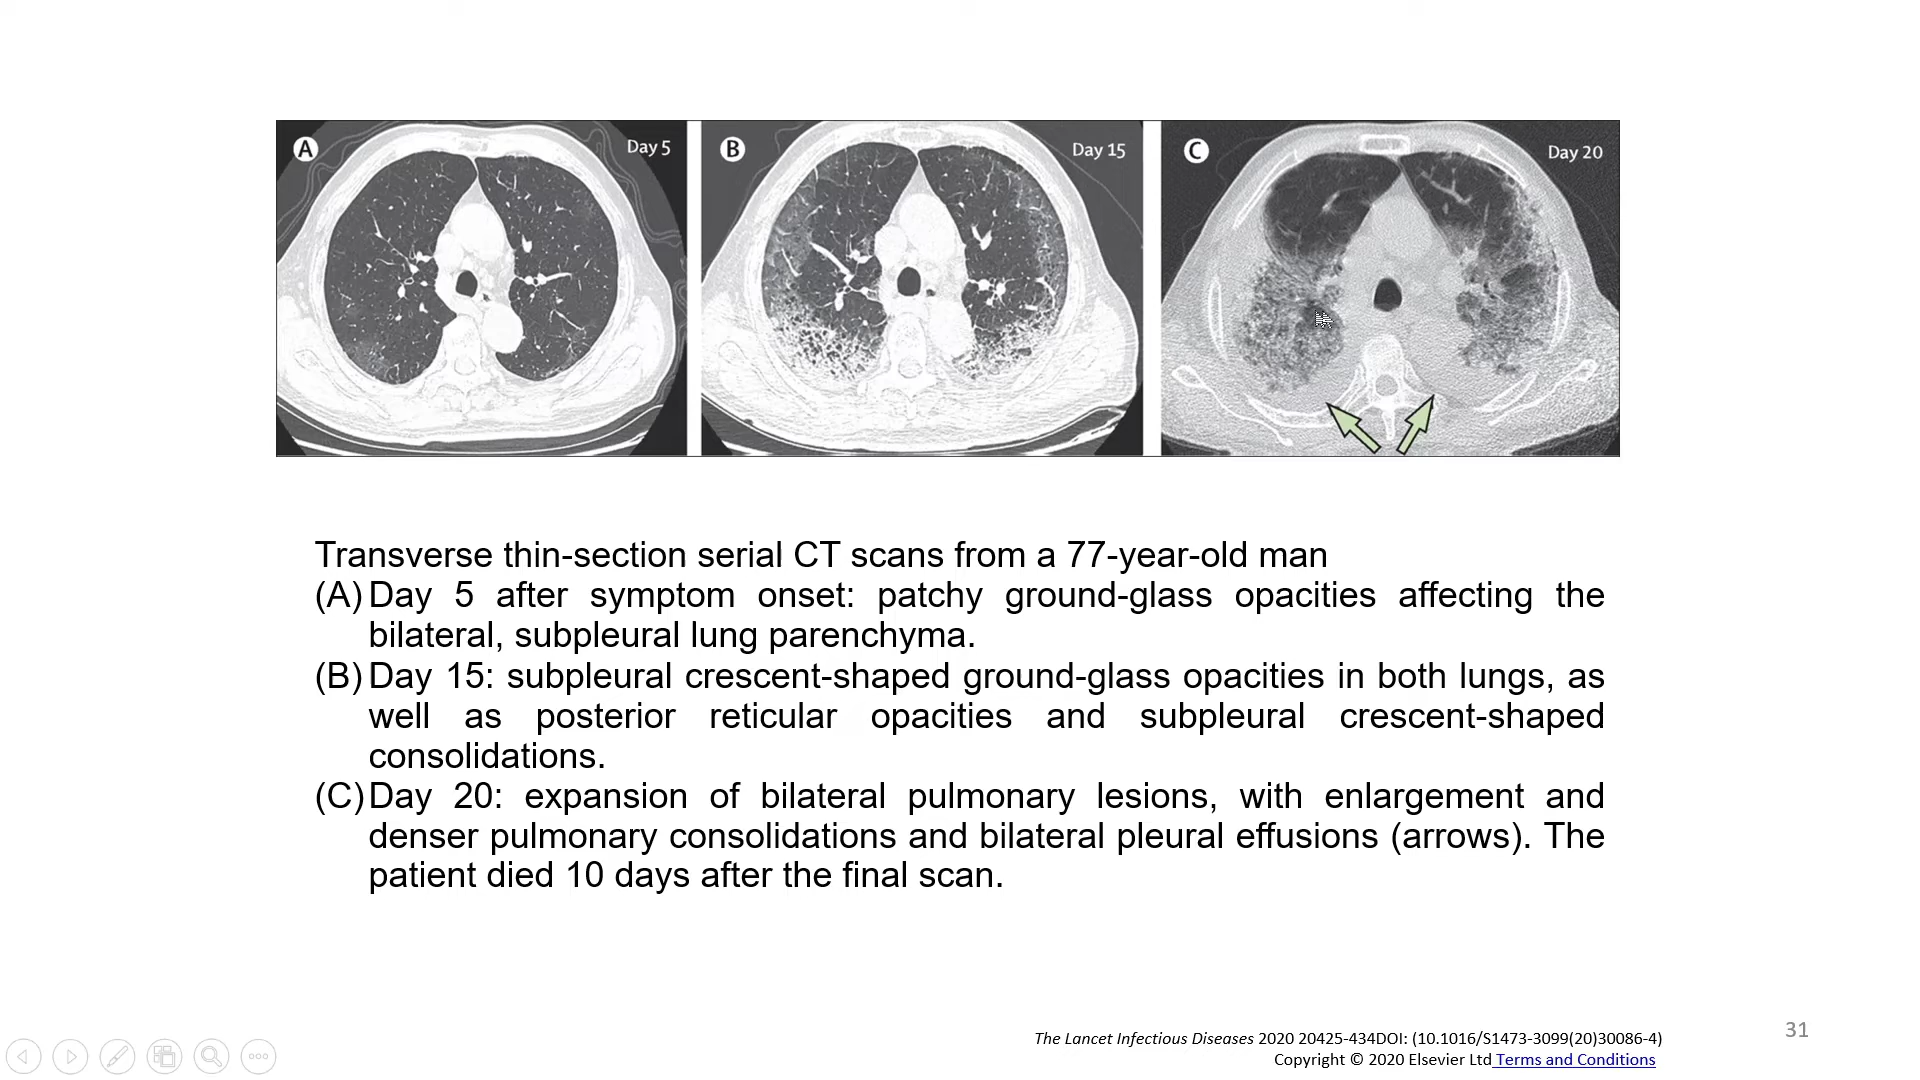 A
Day 5
B
Day 15
C
Day 20
Transverse thin-section serial CT scans from a 77-year-old man
(A) Day 5 after symptom onset: patchy ground-glass opacities affecting the
bilateral, subpleural lung parenchyma.
(B) Day 15: subpleural crescent-shaped ground-glass opacities in both lungs, as
well as posterior reticular opacities and subpleural crescent-shaped
consolidations.
(C) Day 20: expansion of bilateral pulmonary lesions, with enlargement and
denser pulmonary consolidations and bilateral pleural effusions (arrows). The
patient died 10 days after the final scan.
The Lancet Infectious Diseases 2020 20425-434DOI: (10.1016/S1473-3099(20)30086-4)
Copyright © 2020 Elsevier Ltd Terms and Conditions
31